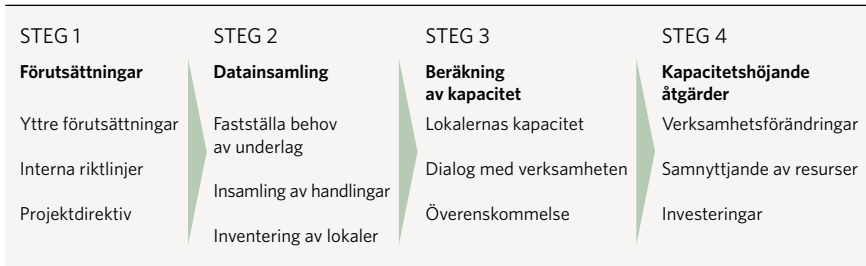 STEG 1
Förutsättningar
Yttre förutsättningar
Interna riktlinjer
Projektdirektiv
STEG 2
Datainsamling
Fastställa behov
av underlag
Insamling av handlingar
Inventering av lokaler
STEG 3
Beräkning
av kapacitet
Lokalernas kapacitet
Dialog med verksamheten
Överenskommelse
STEG 4
Kapacitetshöjande
åtgärder
Verksamhetsförändringar
Samnyttjande av resurser
Investeringar